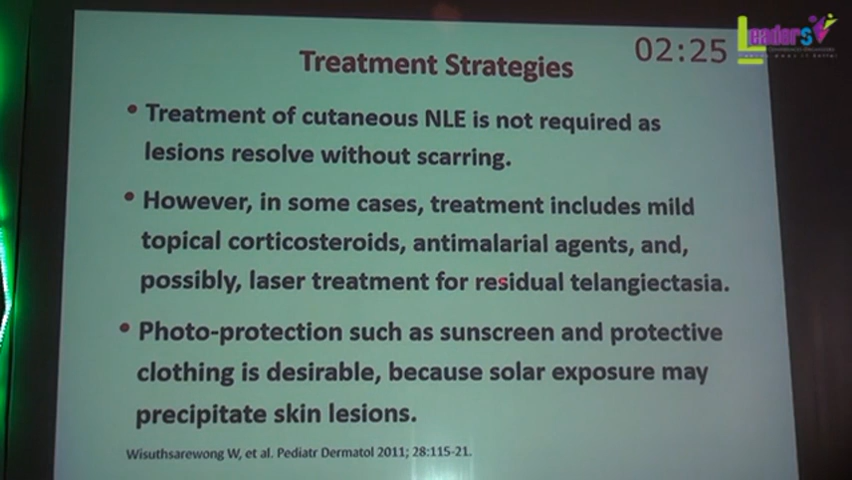 Treatment Strategies
02:25
Leaders
• Treatment of cutaneous NLE is not required as
lesions resolve without scarring.
• However, in some cases, treatment includes mild
topical corticosteroids, antimalarial agents, and,
possibly, laser treatment for residual telangiectasia.
• Photo-protection such as sunscreen and protective
clothing is desirable, because solar exposure may
precipitate skin lesions.
Wisuthsarewong W, et al. Pediatr Dermatol 2011; 28:115-21.